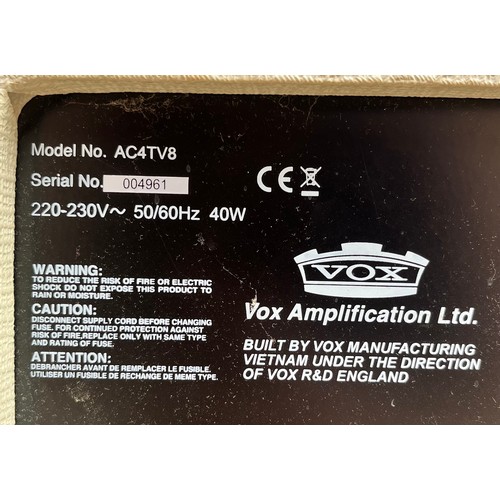 Model No. AC4TV8
Serial No. 004961
220-230V~ 50/60Hz 40W
CE
WARNING:
TO REDUCE THE RISK OF FIRE OR ELECTRIC
SHOCK DO NOT EXPOSE THIS PRODUCT TO
RAIN OR MOISTURE.
CAUTION:
DISCONNECT SUPPLY CORD BEFORE CHANGING
FUSE. FOR CONTINUED PROTECTION AGAINST
RISK OF FIRE,REPLACE ONLY WITH SAME TYPE
AND RATING OF FUSE.
ATTENTION:
DEBRANCHER AVANT DE REMPLACER LE FUSIBLE.
UTILISER UN FUSIBLE DE RECHANGE DE MEME TYPE.
VOX
Vox Amplification Ltd.
BUILT BY VOX MANUFACTURING
VIETNAM UNDER THE DIRECTION
OF VOX R&D ENGLAND